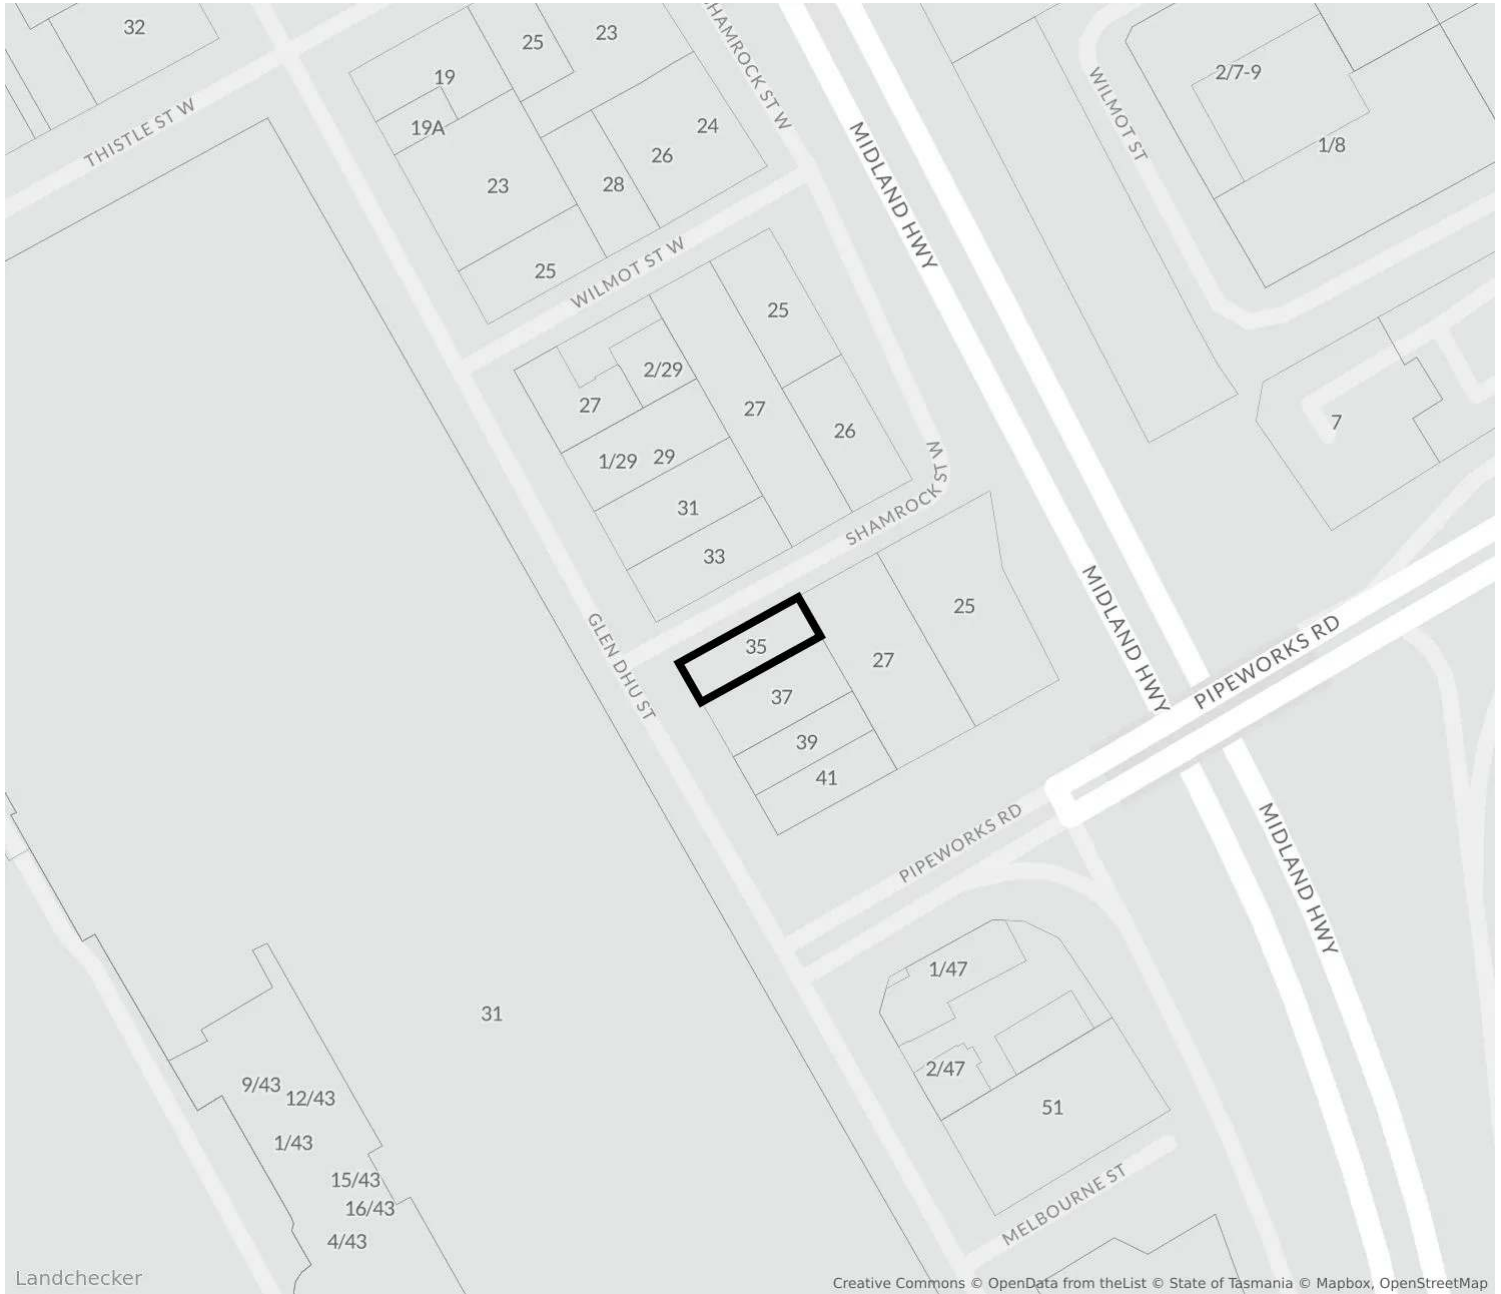 32
25
23
19
2/7-9
SHAMROCK ST W
WILMOT ST
THISTLE ST W
19A
24
26
1/8
MIDLAND HWY
23
28
25
WILMOT ST W
25
2/29
27
27
26
7
1/29
29
SHAMROCK ST W
31
33
MIDLAND HWY
25
GLEN DHU ST
35
27
PIPEWORKS RD
37
39
41
PIPEWORKS RD
MIDLAND HWY
1/47
31
2/47
9/43
12/43
51
1/43
15/43
16/43
MELBOURNE ST
4/43
Landchecker
Creative Commons © OpenData from theList © State of Tasmania © Mapbox, OpenStreetMap